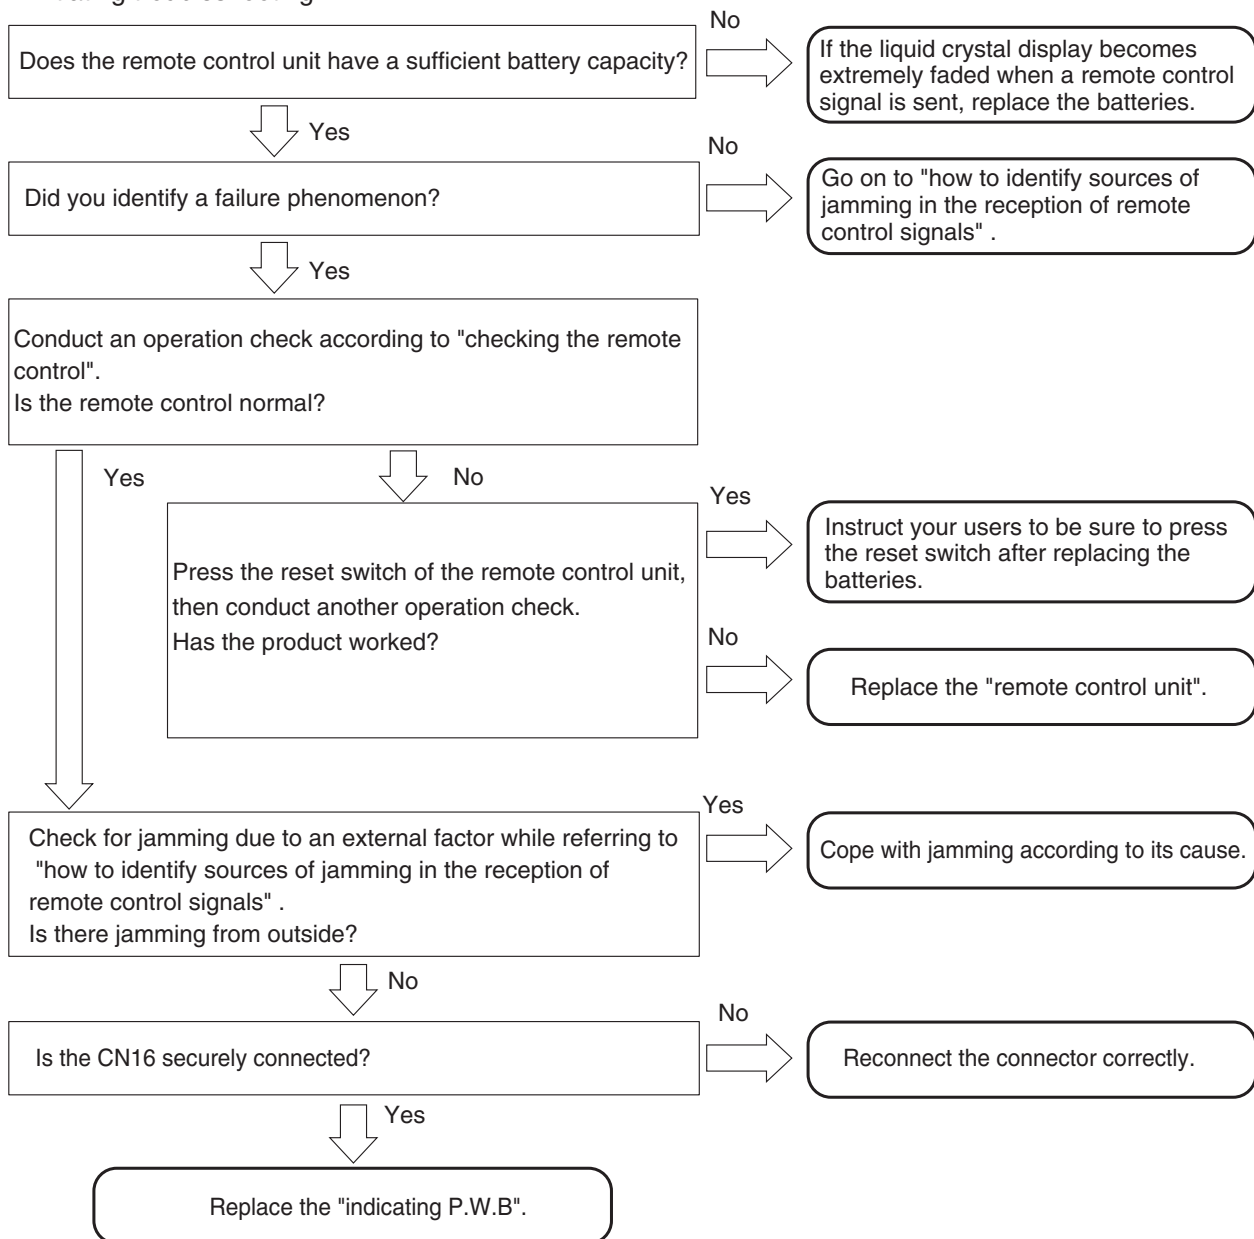 No
Does the remote control unit have a sufficient battery capacity?
If the liquid crystal display becomes
extremely faded when a remote control
signal is sent, replace the batteries.
Yes
No
Did you identify a failure phenomenon?
Go on to "how to identify sources of
jamming in the reception of remote
control signals" .
Yes
Conduct an operation check according to "checking the remote
control".
Is the remote control normal?
Yes
No
Press the reset switch of the remote control unit,
then conduct another operation check.
Has the product worked?
Yes
Instruct your users to be sure to press
the reset switch after replacing the
batteries.
No
Replace the "remote control unit".
Check for jamming due to an external factor while referring to
"how to identify sources of jamming in the reception of
remote control signals" .
Is there jamming from outside?
Yes
Cope with jamming according to its cause.
No
Is the CN16 securely connected?
No
Reconnect the connector correctly.
Yes
Replace the "indicating P.W.B".